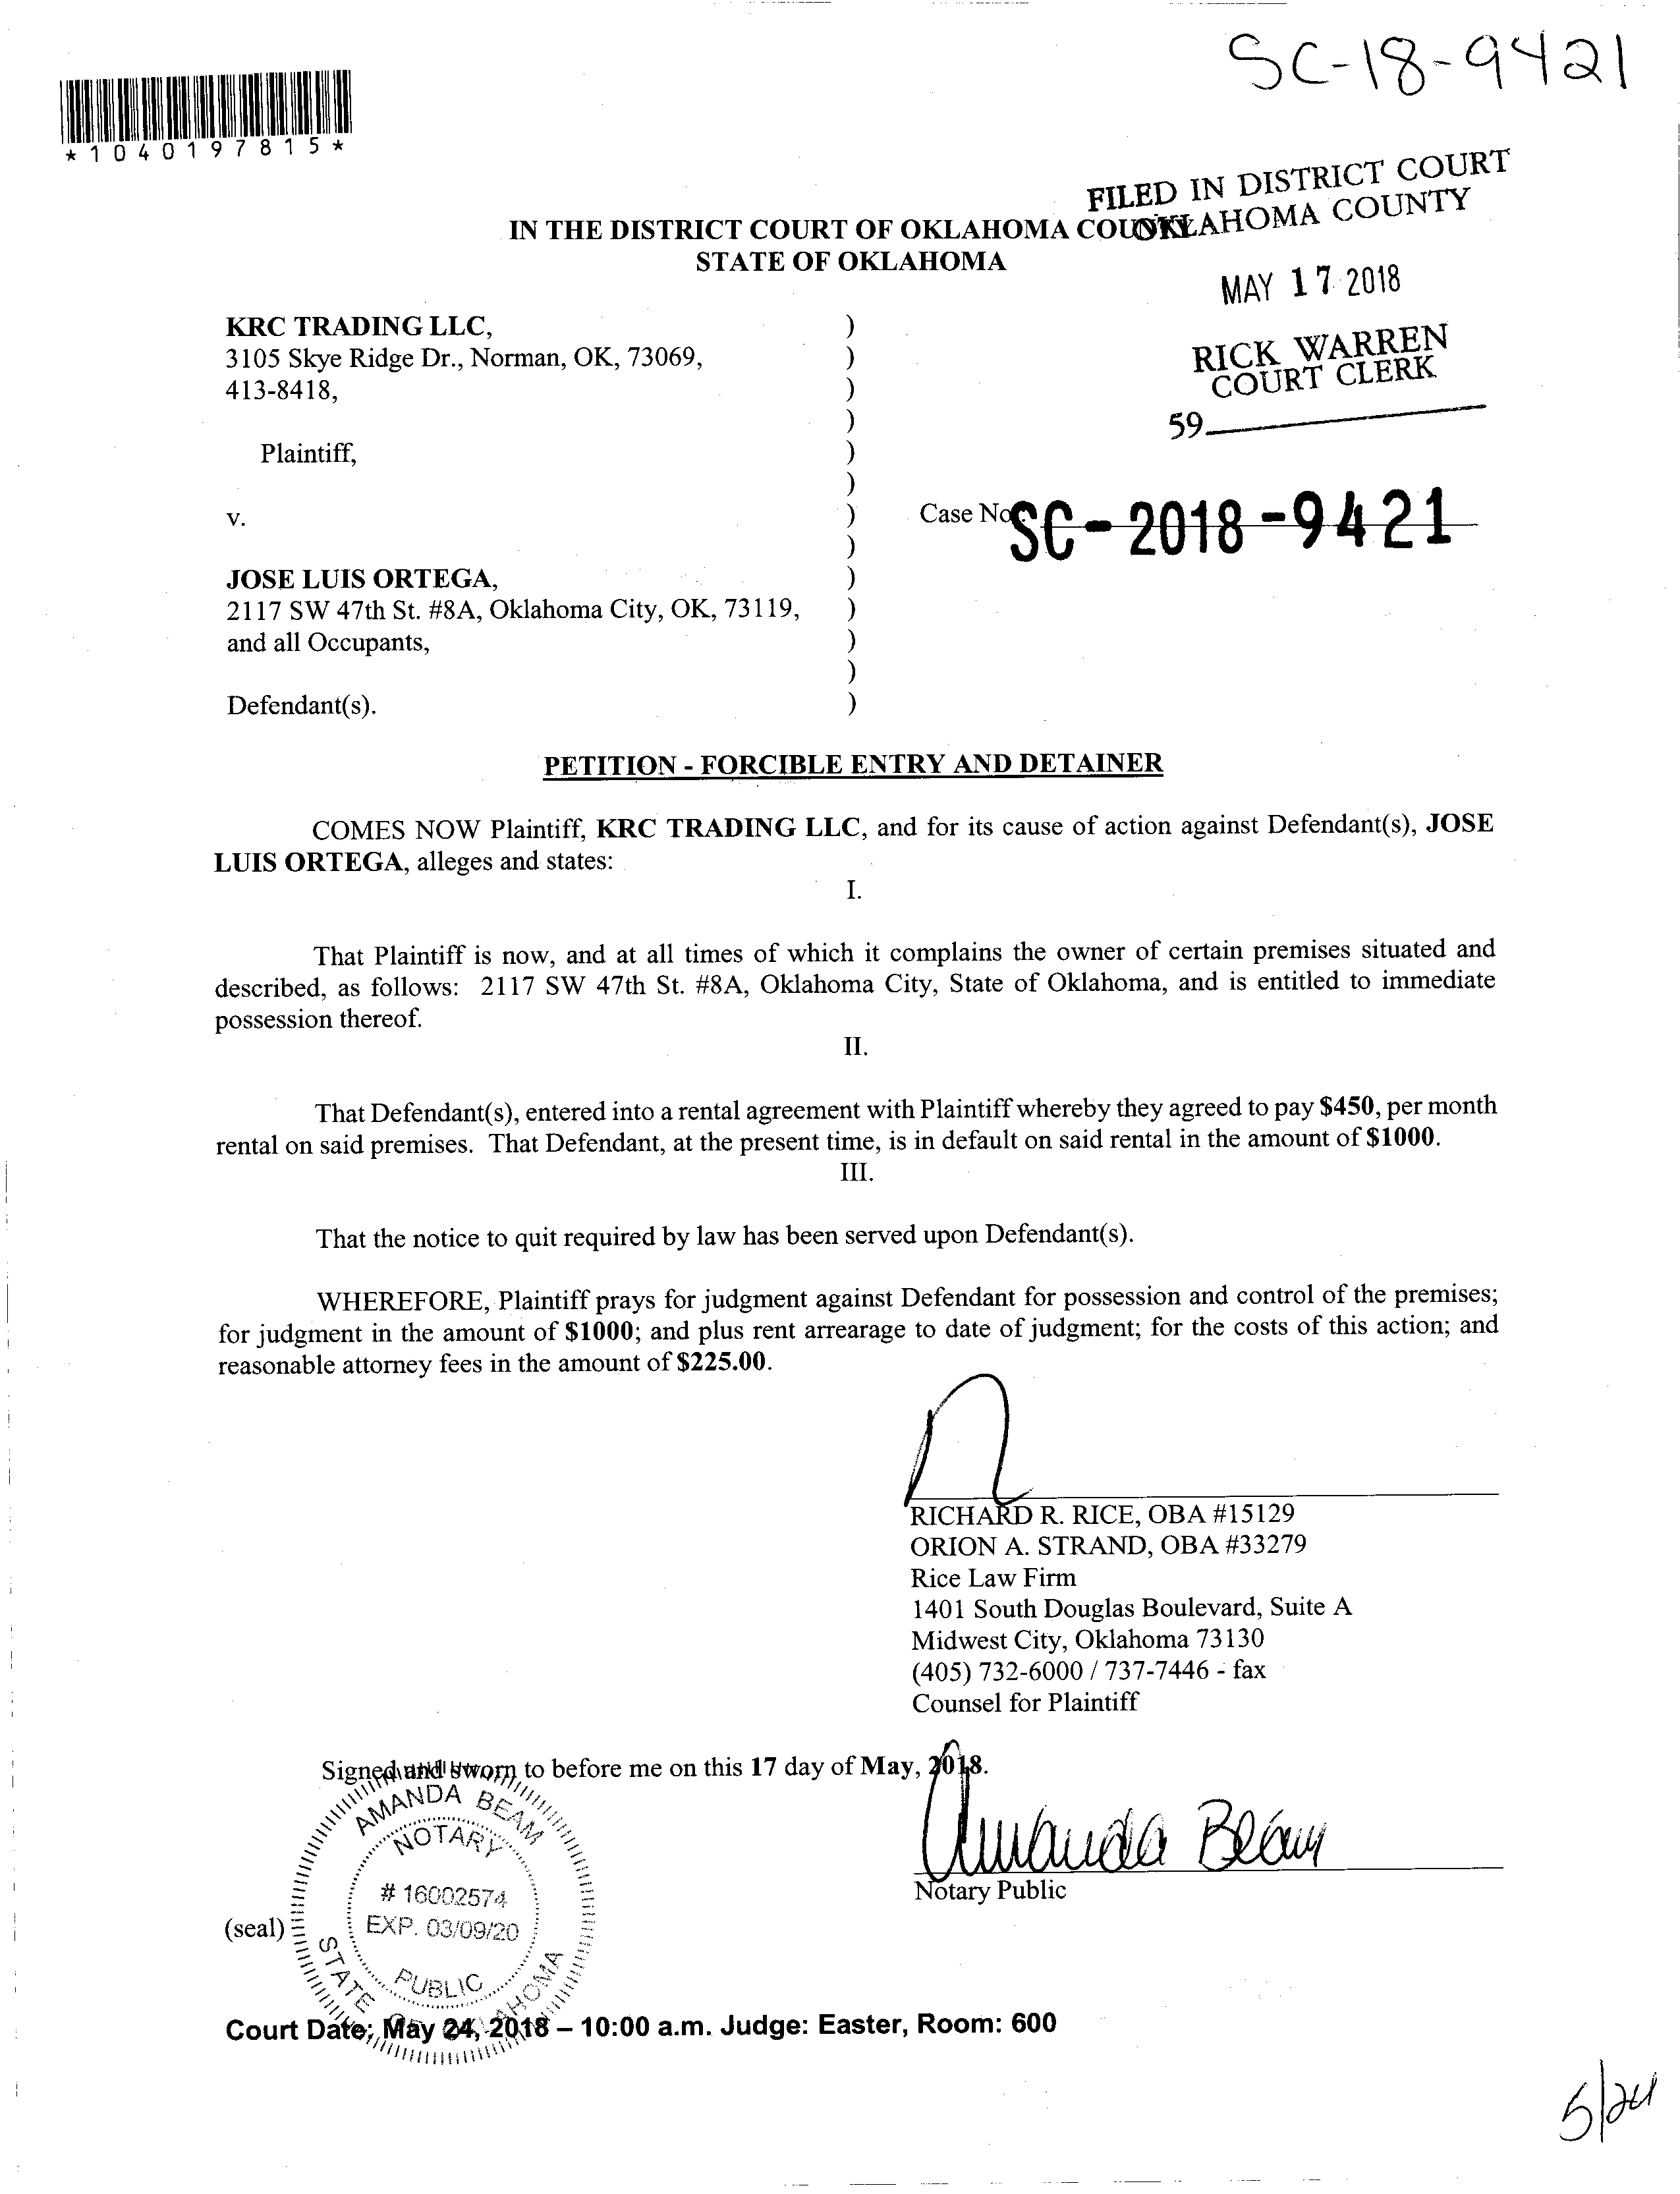 SC-18-9421
*1040197815*
FILED IN DISTRICT COURT
OKLAHOMA COUNTY
IN THE DISTRICT COURT OF OKLAHOMA COUNTY
STATE OF OKLAHOMA
MAY 17 2018
RICK WARREN
COURT CLERK
59
KRC TRADING LLC, )
3105 Skye Ridge Dr., Norman, OK, 73069, )
413-8418, )
)
Plaintiff, )
)
v. ) Case No. SC-2018-9421
)
JOSE LUIS ORTEGA, )
2117 SW 47th St. #8A, Oklahoma City, OK, 73119, )
and all Occupants, )
)
Defendant(s). )
PETITION - FORCIBLE ENTRY AND DETAINER
COMES NOW Plaintiff, KRC TRADING LLC, and for its cause of action against Defendant(s), JOSE
LUIS ORTEGA, alleges and states:
I.
That Plaintiff is now, and at all times of which it complains the owner of certain premises situated and
described, as follows: 2117 SW 47th St. #8A, Oklahoma City, State of Oklahoma, and is entitled to immediate
possession thereof.
II.
That Defendant(s), entered into a rental agreement with Plaintiff whereby they agreed to pay $450, per month
rental on said premises. That Defendant, at the present time, is in default on said rental in the amount of $1000.
III.
That the notice to quit required by law has been served upon Defendant(s).
WHEREFORE, Plaintiff prays for judgment against Defendant for possession and control of the premises;
for judgment in the amount of $1000; and plus rent arrearage to date of judgment; for the costs of this action; and
reasonable attorney fees in the amount of $225.00.
RICHARD R. RICE, OBA #15129
ORION A. STRAND, OBA #33279
Rice Law Firm
1401 South Douglas Boulevard, Suite A
Midwest City, Oklahoma 73130
(405) 732-6000 / 737-7446 - fax
Counsel for Plaintiff
Signed and sworn to before me on this 17 day of May, 2018.
Amanda Beam
Notary Public
(seal)
AMANDA BEAM
NOTARY
# 16002574
EXP. 03/09/20
PUBLIC
STATE OF OKLAHOMA
Court Date: May 24, 2018 – 10:00 a.m. Judge: Easter, Room: 600
5/24